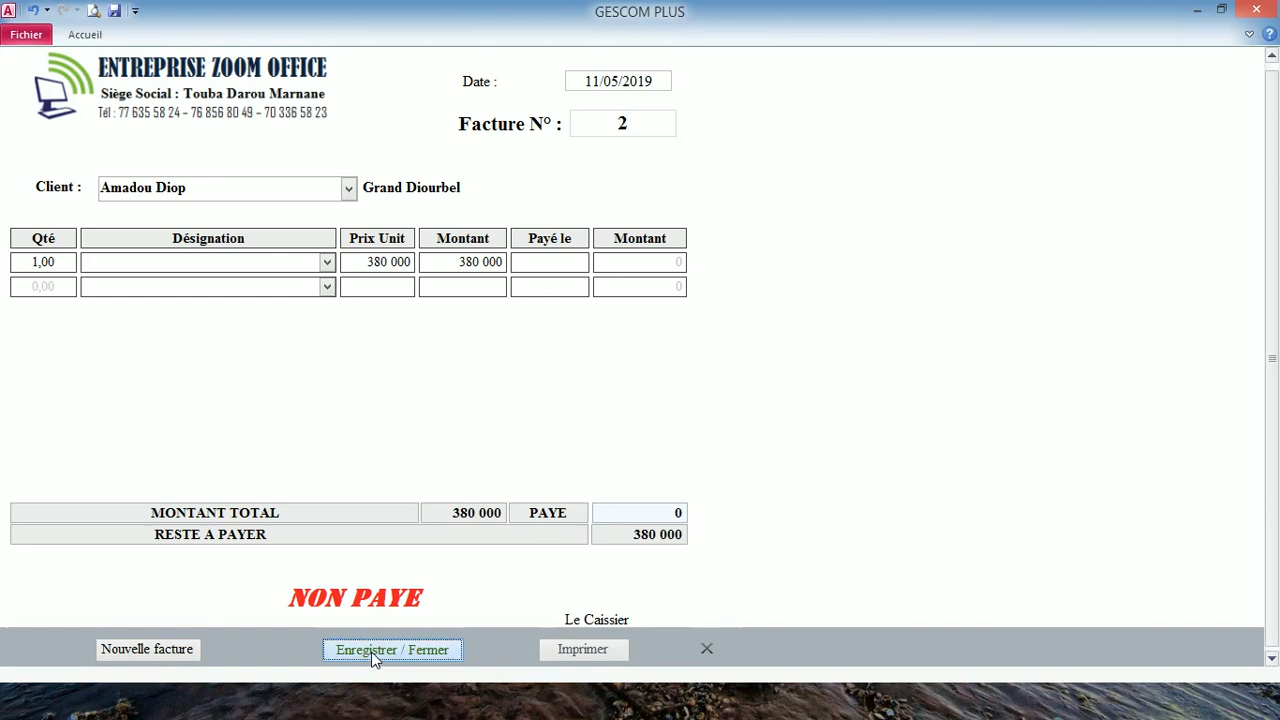 GESCOM PLUS
Fichier Accueil
ENTREPRISE ZOOM OFFICE
Siège Social : Touba Darou Marnane
Tél : 77 635 58 24 – 76 856 80 49 – 70 336 58 23
Date : 11/05/2019
Facture N° : 2
Client : Amadou Diop Grand Diourbel
Qté Désignation Prix Unit Montant Payé le Montant
1,00 380 000 380 000 0
0,00 0
MONTANT TOTAL 380 000 PAYE 0
RESTE A PAYER 380 000
NON PAYE
Le Caissier
Nouvelle facture Enregistrer / Fermer Imprimer